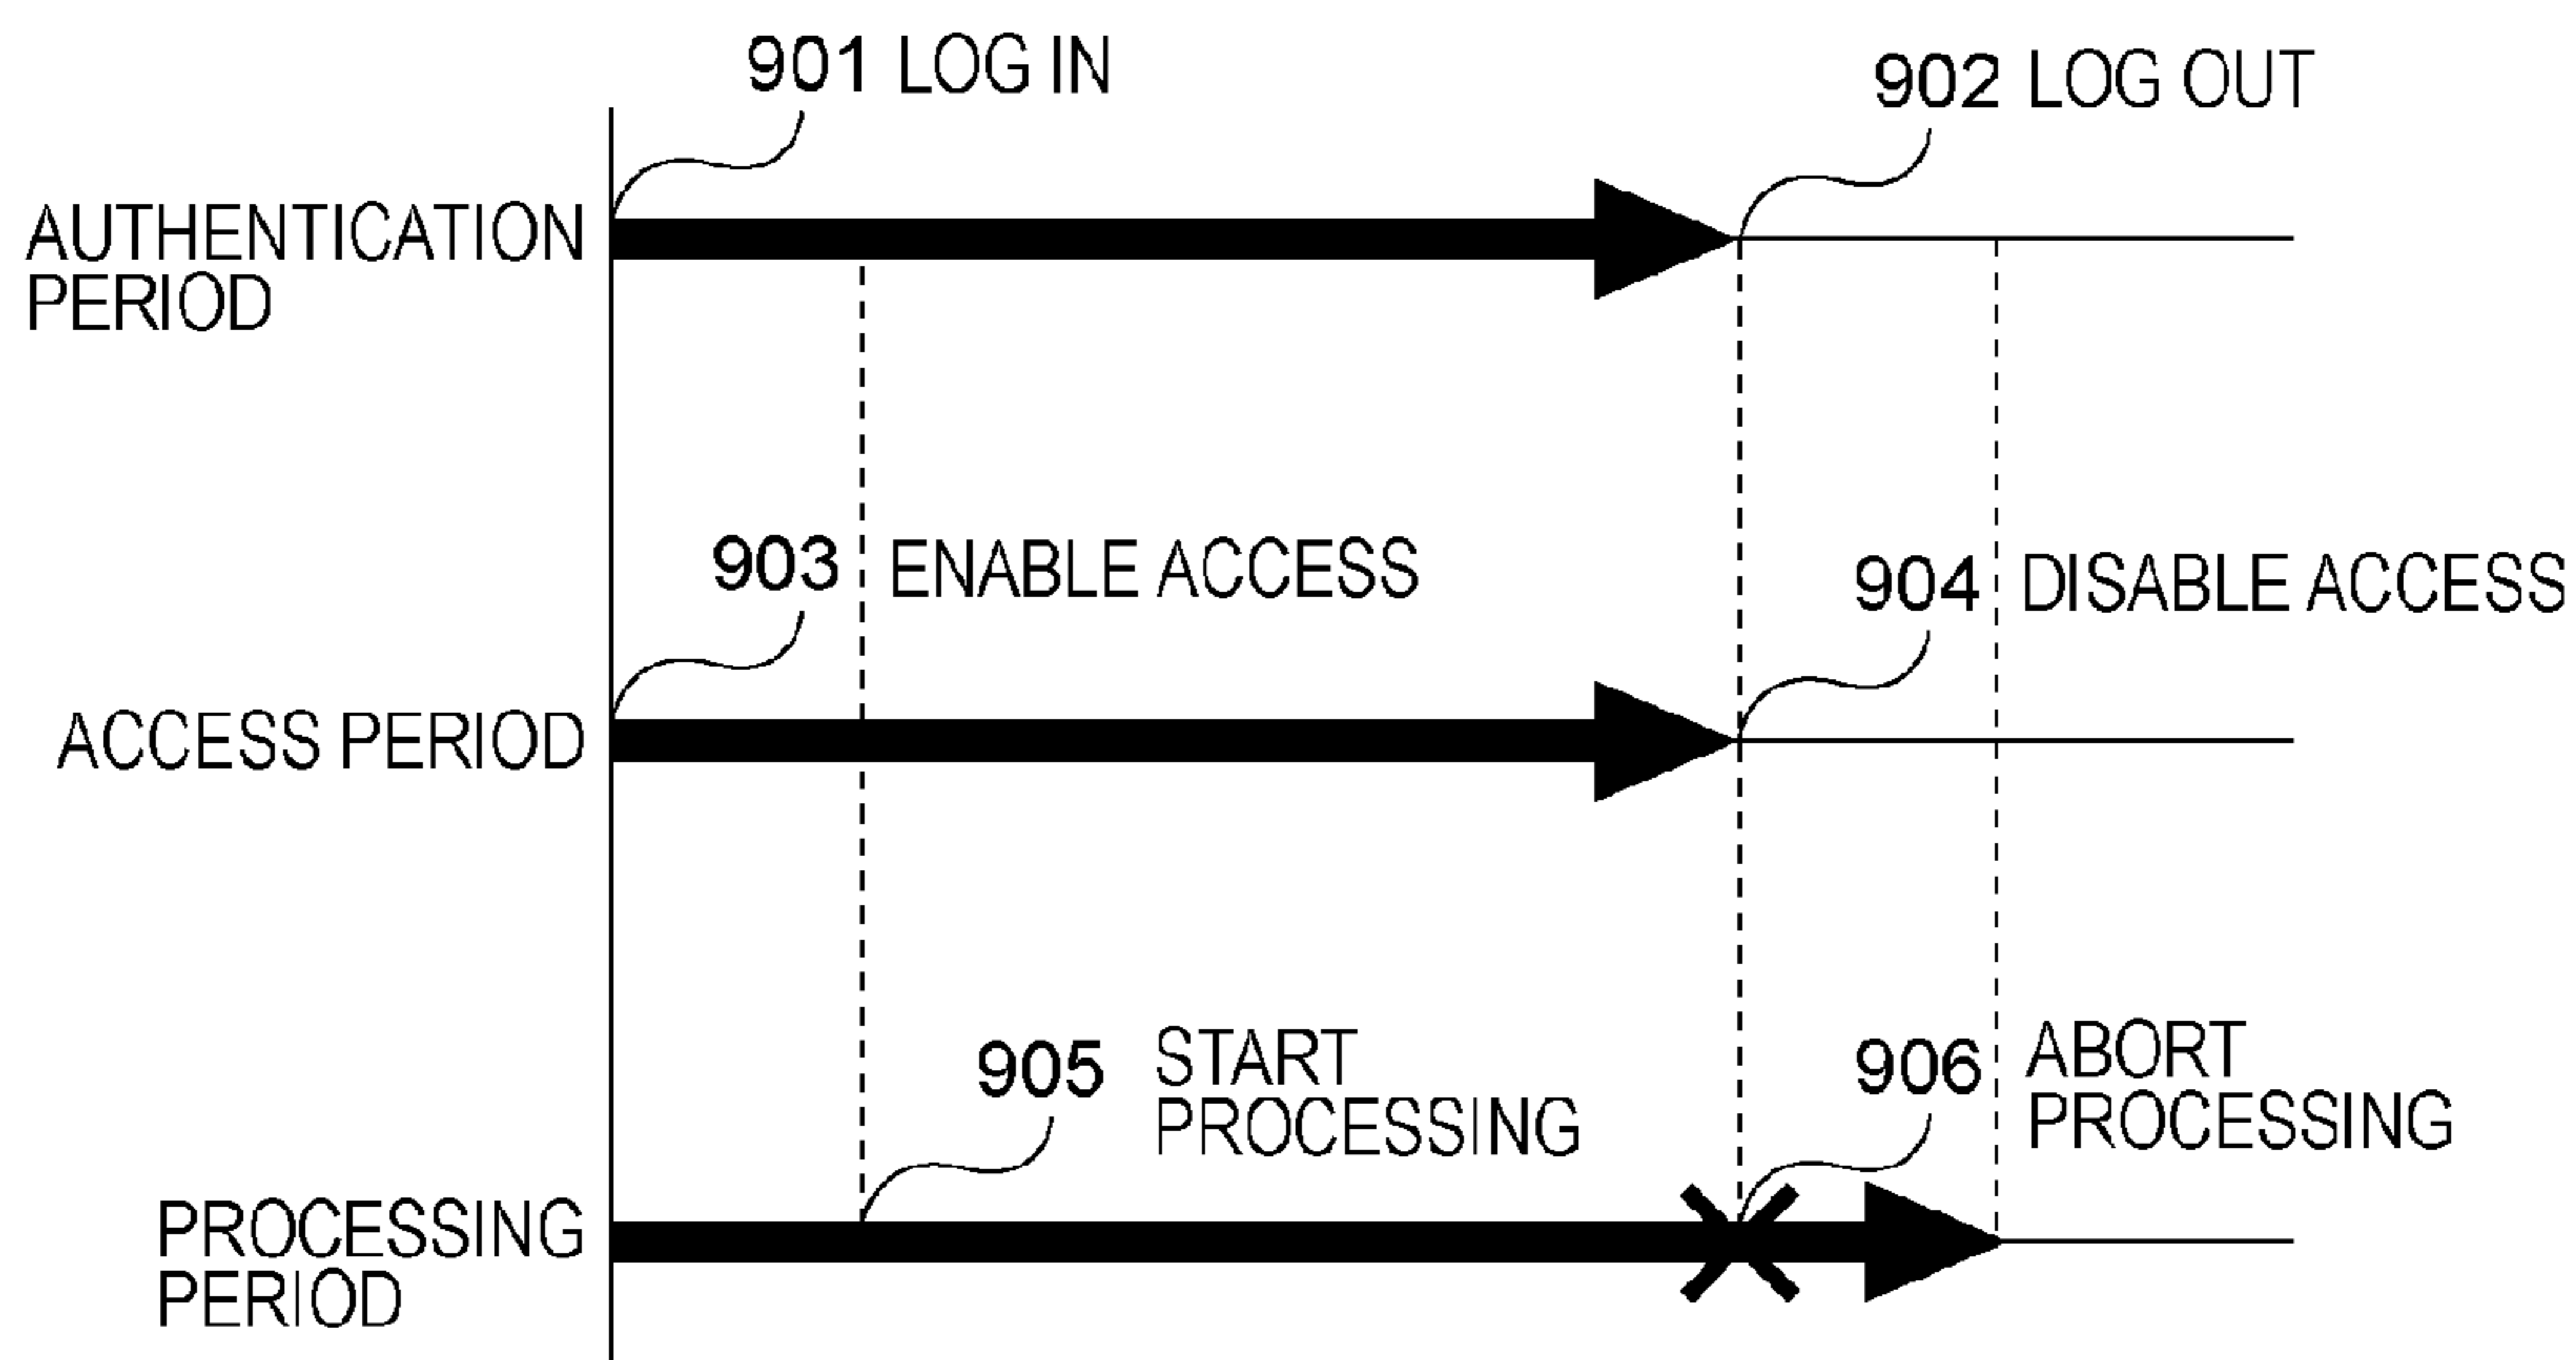 901 LOG IN
902 LOG OUT
AUTHENTICATION
PERIOD
903 ENABLE ACCESS
904 DISABLE ACCESS
ACCESS PERIOD
905 START
PROCESSING
906 ABORT
PROCESSING
PROCESSING
PERIOD